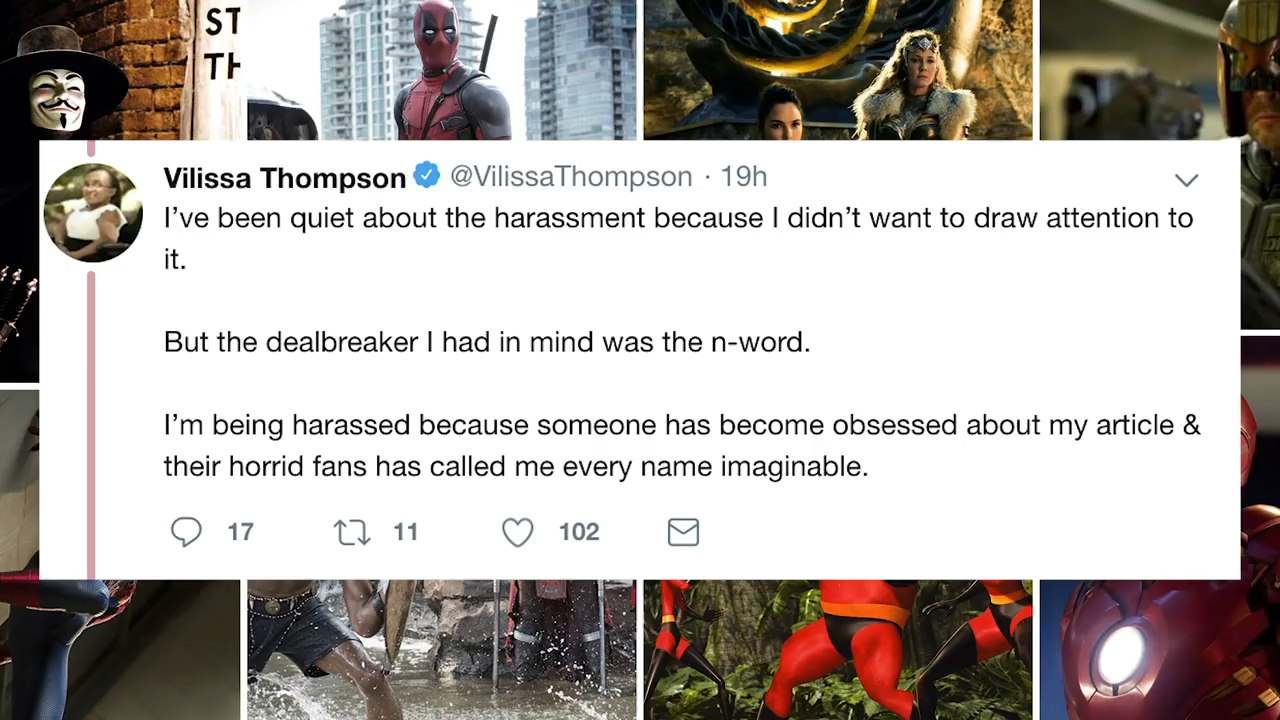 ST
TH
Vilissa Thompson @VilissaThompson · 19h
I’ve been quiet about the harassment because I didn’t want to draw attention to
it.
But the dealbreaker I had in mind was the n-word.
I’m being harassed because someone has become obsessed about my article &
their horrid fans has called me every name imaginable.
17 11 102